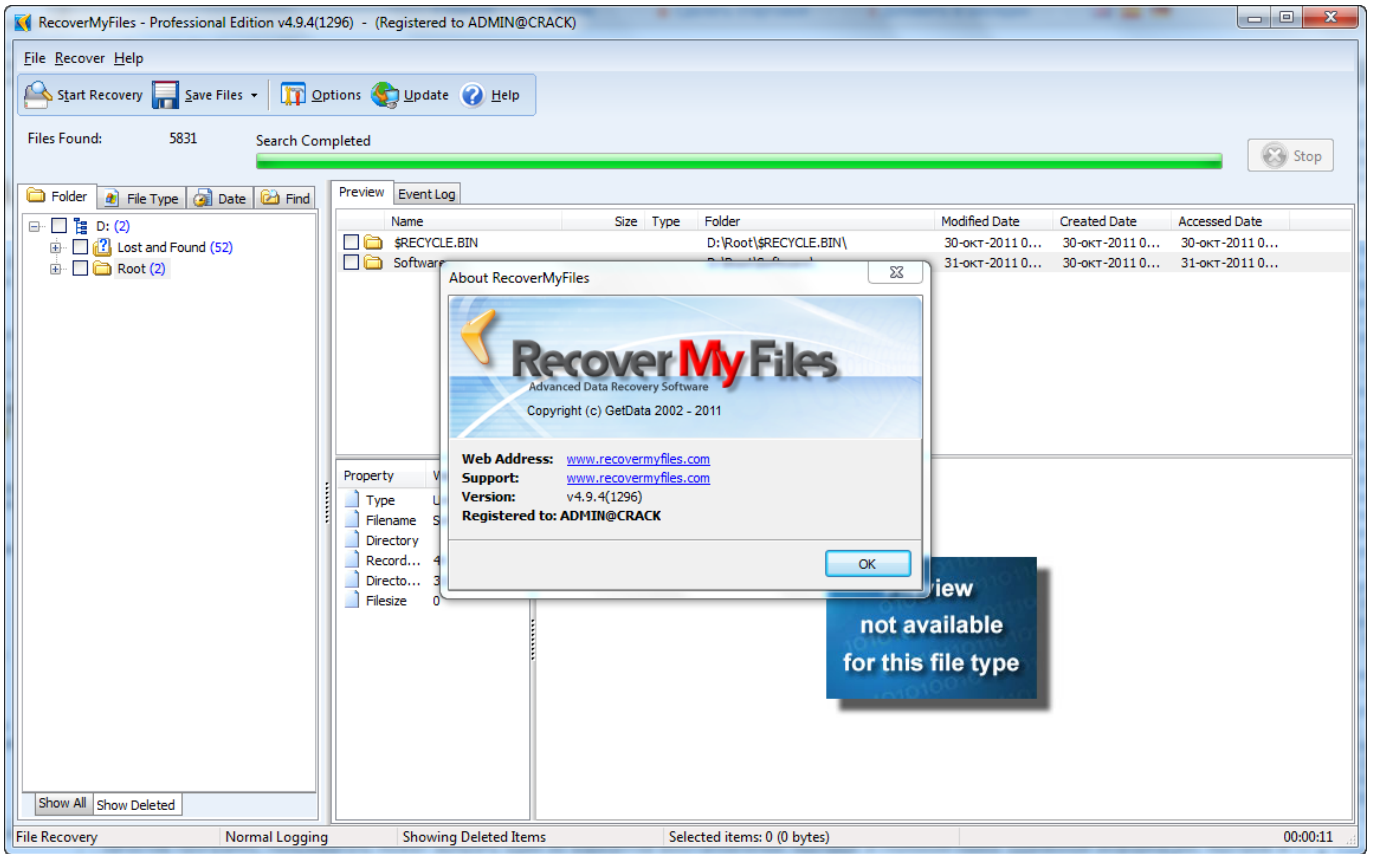 RecoverMyFiles - Professional Edition v4.9.4(1296) - (Registered to ADMIN@CRACK)
File Recover Help
Start Recovery Save Files Options Update Help
Files Found: 5831 Search Completed
Stop
Folder File Type Date Find
Preview Event Log
Name Size Type Folder Modified Date Created Date Accessed Date
D: (2)
Lost and Found (52)
Root (2)
$RECYCLE.BIN D:\Root\$RECYCLE.BIN\ 30-окт-2011 0... 30-окт-2011 0... 30-окт-2011 0...
Software 31-окт-2011 0... 30-окт-2011 0... 31-окт-2011 0...
About RecoverMyFiles
Recover My Files
Advanced Data Recovery Software
Copyright (c) GetData 2002 - 2011
Web Address: www.recovermyfiles.com
Support: www.recovermyfiles.com
Version: v4.9.4(1296)
Registered to: ADMIN@CRACK
OK
Property
Type
Filename
Directory
Record... 4
Directo... 3
Filesize 0
not available
for this file type
Show All Show Deleted
File Recovery Normal Logging Showing Deleted Items Selected items: 0 (0 bytes) 00:00:11